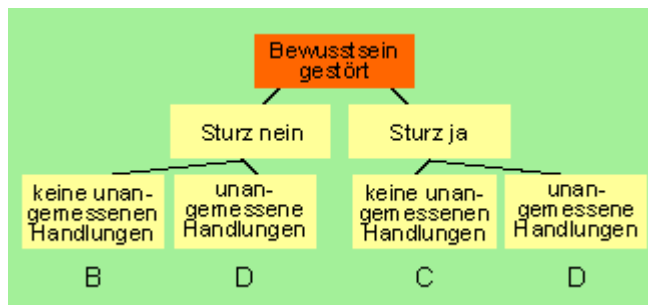 Bewusstsein
gestört
Sturz nein
Sturz ja
keine unan-
gemessenen
Handlungen
unan-
gemessene
Handlungen
keine unan-
gemessenen
Handlungen
unan-
gemessene
Handlungen
B
D
C
D